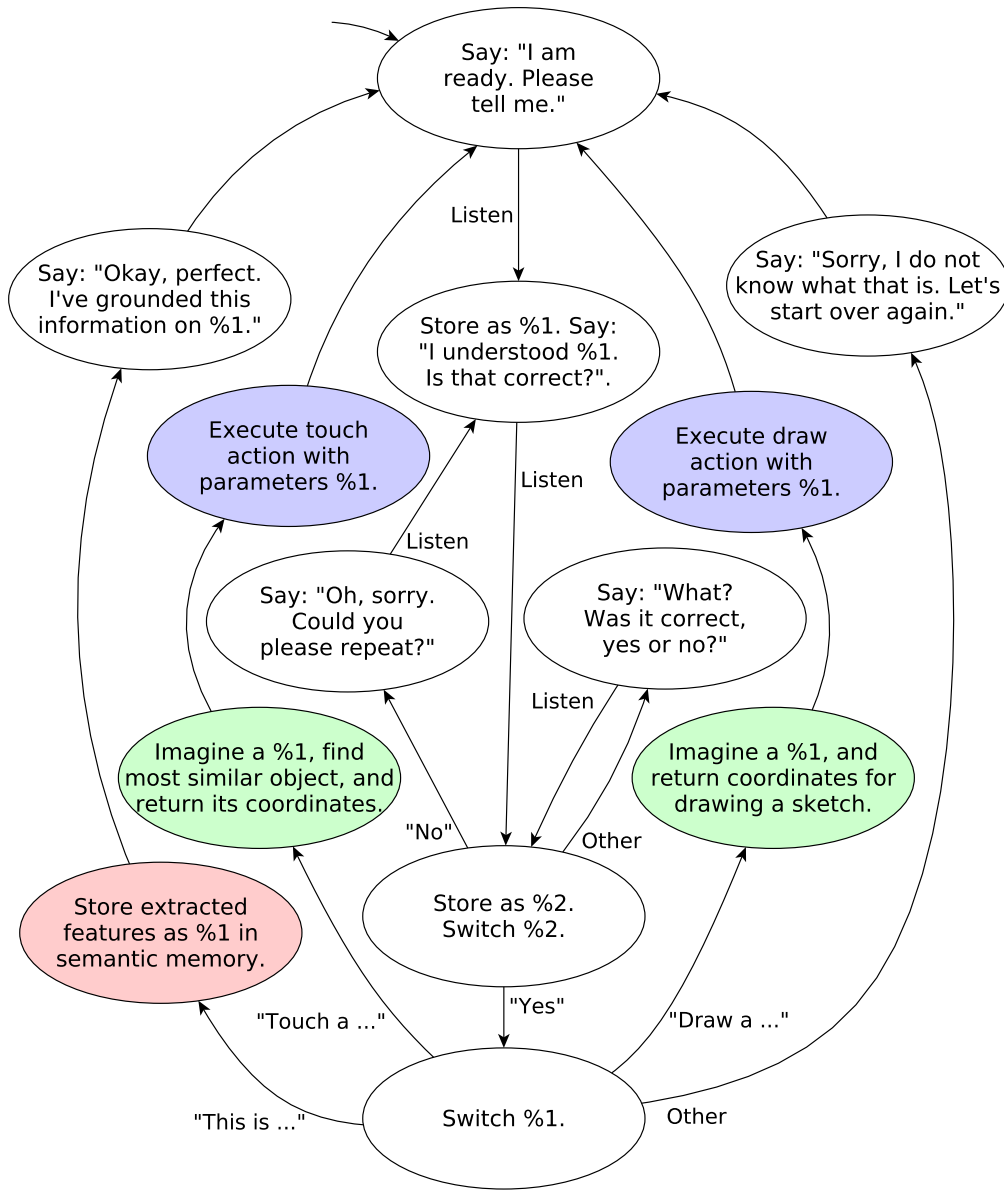 Say: "I am
ready. Please
tell me."
Listen
Say: "Okay, perfect.
I've grounded this
information on %1."
Say: "Sorry, I do not
know what that is. Let's
start over again."
Store as %1. Say:
"I understood %1.
Is that correct?".
Execute touch
action with
parameters %1.
Execute draw
action with
parameters %1.
Listen
Listen
Say: "Oh, sorry.
Could you
please repeat?"
Say: "What?
Was it correct,
yes or no?"
Listen
Imagine a %1, find
most similar object, and
return its coordinates.
Imagine a %1, and
return coordinates for
drawing a sketch.
"No"
Other
Store extracted
features as %1 in
semantic memory.
Store as %2.
Switch %2.
"Yes"
"Touch a ..."
"Draw a ..."
"This is ..."
Switch %1.
Other